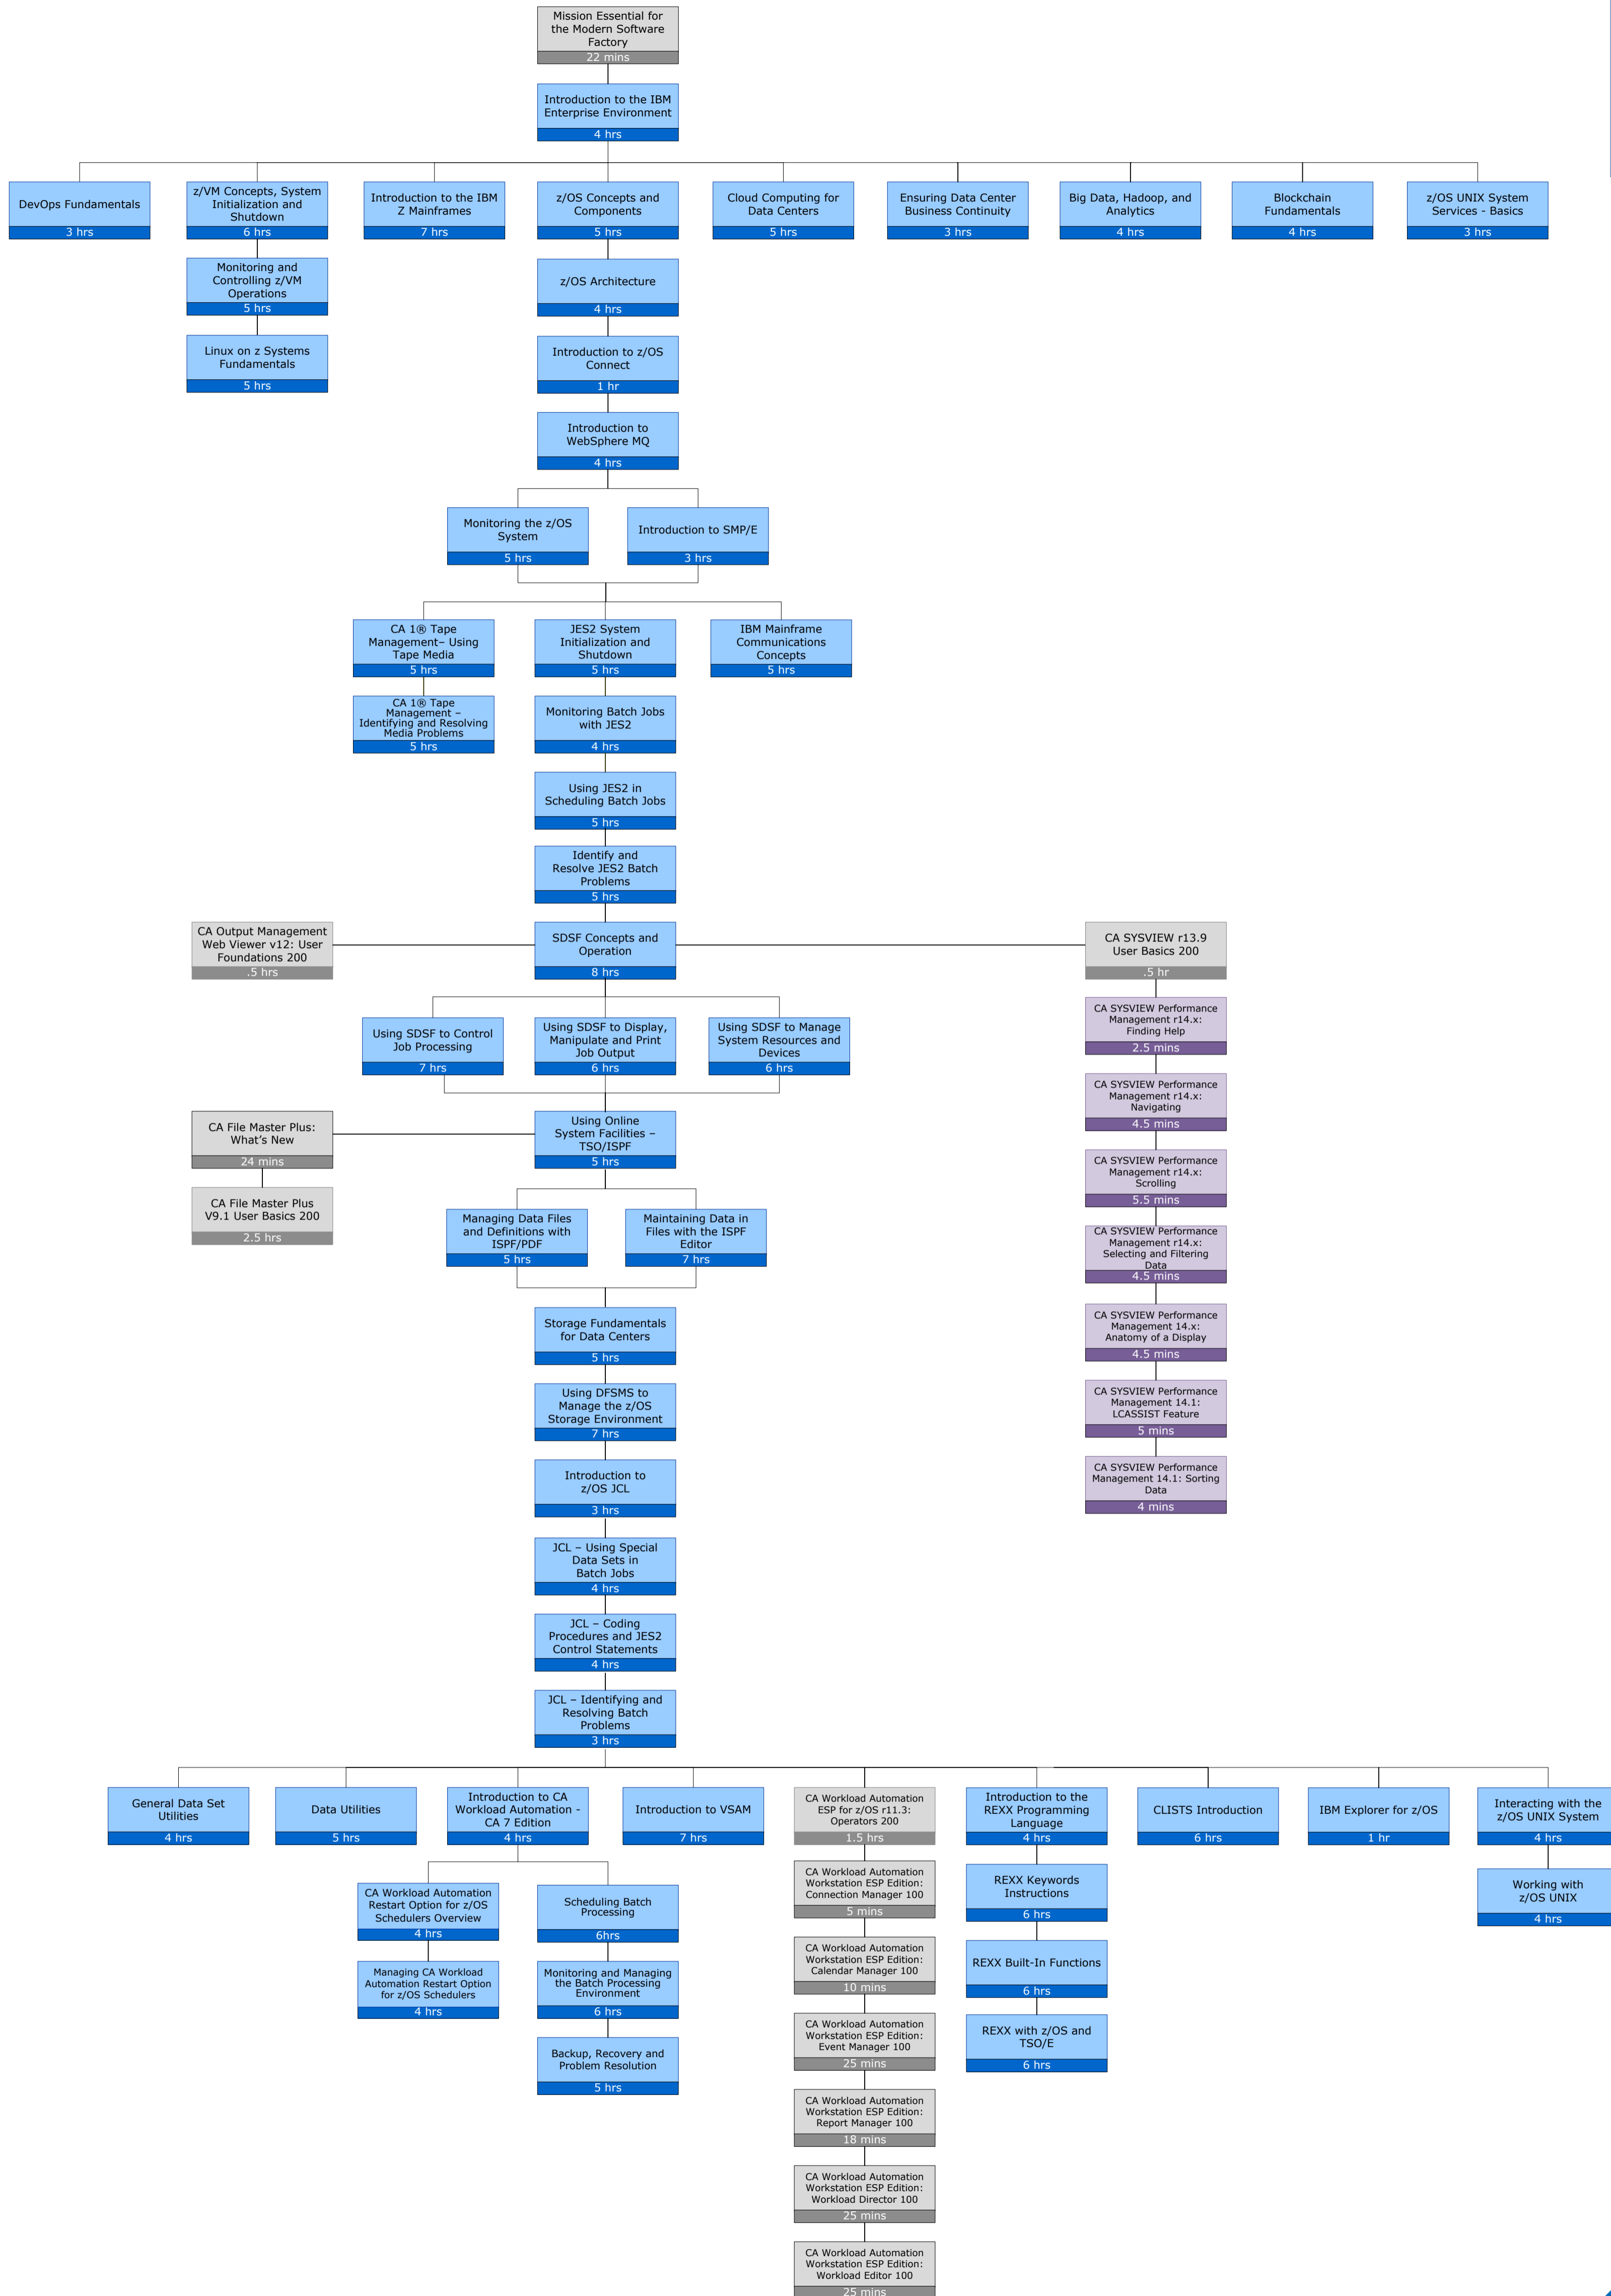 Mission Essential for
the Modern Software
Factory
22 mins
Introduction to the IBM
Enterprise Environment
4 hrs
DevOps Fundamentals
3 hrs
z/VM Concepts, System
Initialization and
Shutdown
6 hrs
Introduction to the IBM
Z Mainframes
7 hrs
z/OS Concepts and
Components
5 hrs
Cloud Computing for
Data Centers
5 hrs
Ensuring Data Center
Business Continuity
3 hrs
Big Data, Hadoop, and
Analytics
4 hrs
Blockchain
Fundamentals
4 hrs
z/OS UNIX System
Services - Basics
3 hrs
Monitoring and
Controlling z/VM
Operations
5 hrs
Linux on z Systems
Fundamentals
5 hrs
z/OS Architecture
4 hrs
Introduction to z/OS
Connect
1 hr
Introduction to
WebSphere MQ
4 hrs
Monitoring the z/OS
System
5 hrs
Introduction to SMP/E
3 hrs
CA 1® Tape
Management– Using
Tape Media
5 hrs
JES2 System
Initialization and
Shutdown
5 hrs
IBM Mainframe
Communications
Concepts
5 hrs
CA 1® Tape
Management –
Identifying and Resolving
Media Problems
5 hrs
Monitoring Batch Jobs
with JES2
4 hrs
Using JES2 in
Scheduling Batch Jobs
5 hrs
Identify and
Resolve JES2 Batch
Problems
5 hrs
CA Output Management
Web Viewer v12: User
Foundations 200
.5 hrs
SDSF Concepts and
Operation
8 hrs
CA SYSVIEW r13.9
User Basics 200
.5 hr
Using SDSF to Control
Job Processing
7 hrs
Using SDSF to Display,
Manipulate and Print
Job Output
6 hrs
Using SDSF to Manage
System Resources and
Devices
6 hrs
CA SYSVIEW Performance
Management r14.x:
Finding Help
2.5 mins
CA SYSVIEW Performance
Management r14.x:
Navigating
4.5 mins
CA SYSVIEW Performance
Management r14.x:
Scrolling
5.5 mins
CA SYSVIEW Performance
Management r14.x:
Selecting and Filtering
Data
4.5 mins
CA SYSVIEW Performance
Management 14.x:
Anatomy of a Display
4.5 mins
CA SYSVIEW Performance
Management 14.1:
LCASSIST Feature
5 mins
CA SYSVIEW Performance
Management 14.1: Sorting
Data
4 mins
CA File Master Plus:
What's New
24 mins
CA File Master Plus
V9.1 User Basics 200
2.5 hrs
Using Online
System Facilities –
TSO/ISPF
5 hrs
Managing Data Files
and Definitions with
ISPF/PDF
5 hrs
Maintaining Data in
Files with the ISPF
Editor
7 hrs
Storage Fundamentals
for Data Centers
5 hrs
Using DFSMS to
Manage the z/OS
Storage Environment
7 hrs
Introduction to
z/OS JCL
3 hrs
JCL – Using Special
Data Sets in
Batch Jobs
4 hrs
JCL – Coding
Procedures and JES2
Control Statements
4 hrs
JCL – Identifying and
Resolving Batch
Problems
3 hrs
General Data Set
Utilities
4 hrs
Data Utilities
5 hrs
Introduction to CA
Workload Automation -
CA 7 Edition
4 hrs
Introduction to VSAM
7 hrs
CA Workload Automation
ESP for z/OS r11.3:
Operators 200
1.5 hrs
Introduction to the
REXX Programming
Language
4 hrs
CLISTS Introduction
6 hrs
IBM Explorer for z/OS
1 hr
Interacting with the
z/OS UNIX System
4 hrs
CA Workload Automation
Restart Option for z/OS
Schedulers Overview
4 hrs
Managing CA Workload
Automation Restart Option
for z/OS Schedulers
4 hrs
Scheduling Batch
Processing
6hrs
Monitoring and Managing
the Batch Processing
Environment
6 hrs
Backup, Recovery and
Problem Resolution
5 hrs
CA Workload Automation
Workstation ESP Edition:
Connection Manager 100
5 mins
CA Workload Automation
Workstation ESP Edition:
Calendar Manager 100
10 mins
CA Workload Automation
Workstation ESP Edition:
Event Manager 100
25 mins
CA Workload Automation
Workstation ESP Edition:
Report Manager 100
18 mins
CA Workload Automation
Workstation ESP Edition:
Workload Director 100
25 mins
CA Workload Automation
Workstation ESP Edition:
Workload Editor 100
25 mins
REXX Keywords
Instructions
6 hrs
REXX Built-In Functions
6 hrs
REXX with z/OS and
TSO/E
6 hrs
Working with
z/OS UNIX
4 hrs